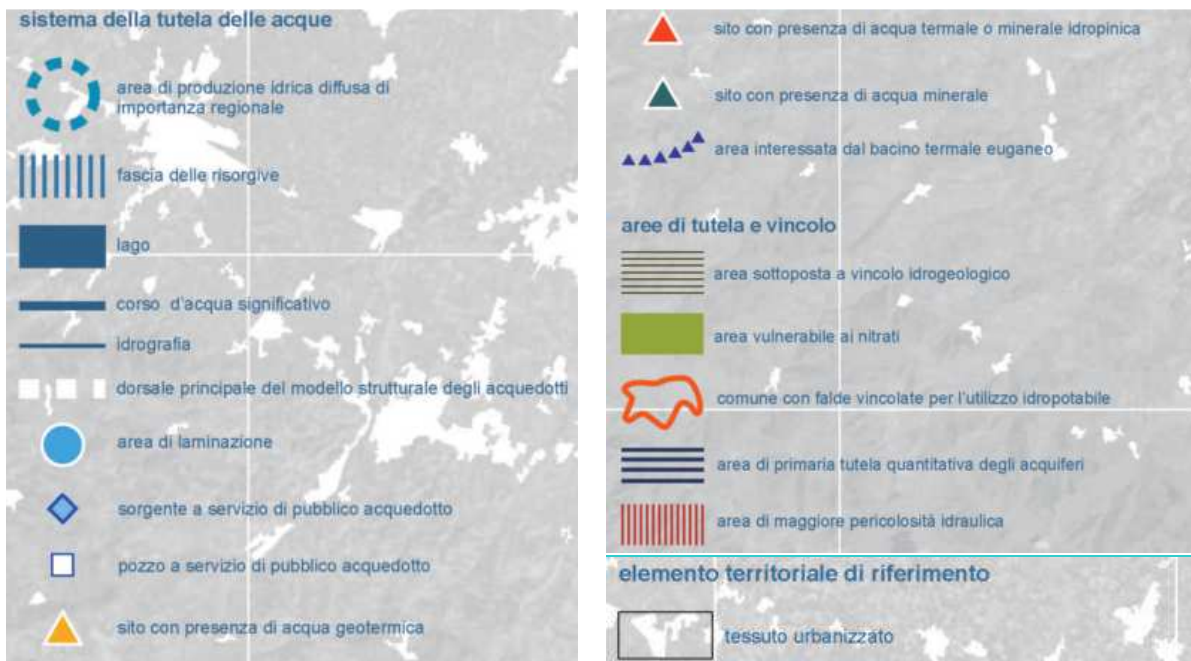 sistema della tutela delle acque
area di produzione idrica diffusa di
importanza regionale
fascia delle risorgive
lago
corso d'acqua significativo
idrografia
dorsale principale del modello strutturale degli acquedotti
area di laminazione
sorgente a servizio di pubblico acquedotto
pozzo a servizio di pubblico acquedotto
sito con presenza di acqua geotermica
sito con presenza di acqua termale o minerale idropinica
sito con presenza di acqua minerale
area interessata dal bacino termale euganeo
aree di tutela e vincolo
area sottoposta a vincolo idrogeologico
area vulnerabile ai nitrati
comune con falde vincolate per l'utilizzo idropotabile
area di primaria tutela quantitativa degli acquiferi
area di maggiore pericolosità idraulica
elemento territoriale di riferimento
tessuto urbanizzato